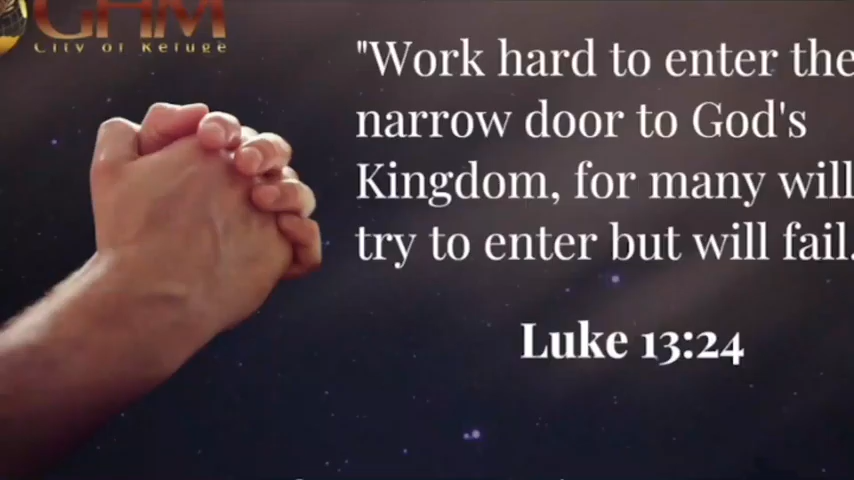 GHM
City of Refuge
"Work hard to enter the
narrow door to God's
Kingdom, for many will
try to enter but will fail.
Luke 13:24